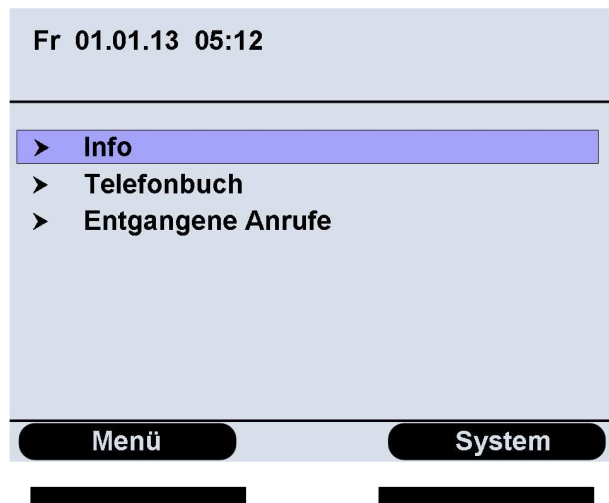 Fr 01.01.13 05:12
Info
Telefonbuch
Entgangene Anrufe
Menü System